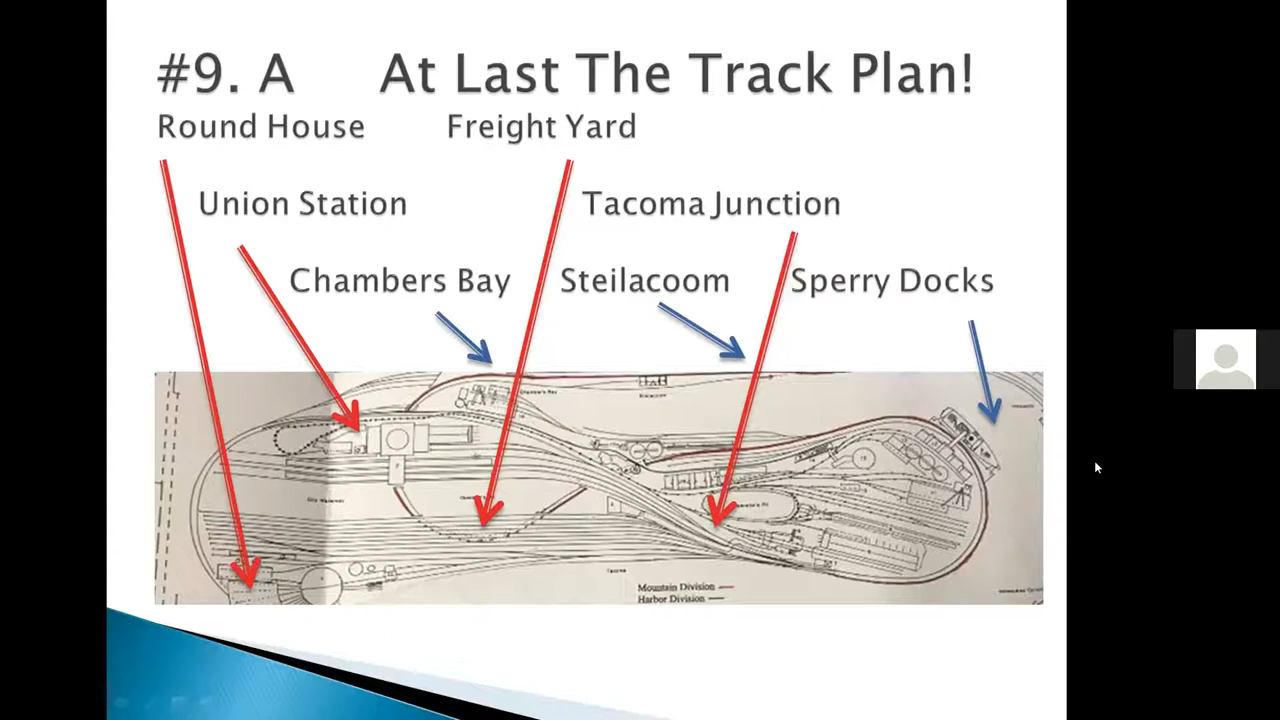 #9. A At Last The Track Plan!
Round House Freight Yard
Union Station Tacoma Junction
Chambers Bay Steilacoom Sperry Docks
Tacoma
Mountain Division
Harbor Division